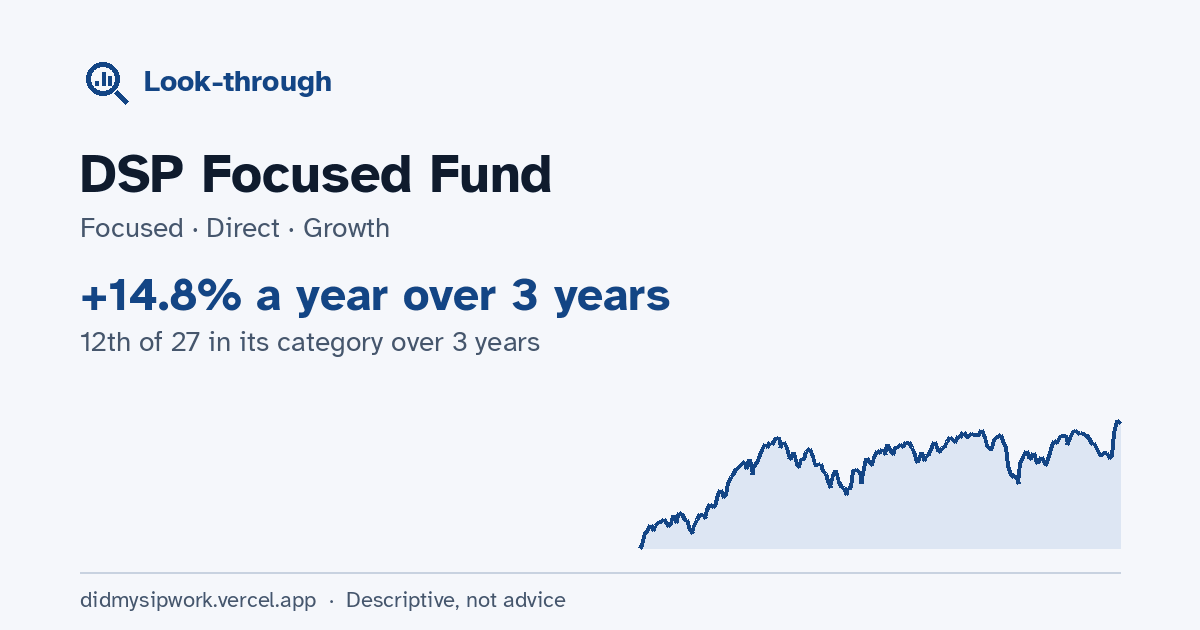 Look-through
DSP Focused Fund
Focused · Direct · Growth
+14.8% a year over 3 years
12th of 27 in its category over 3 years
didmysipwork.vercel.app · Descriptive, not advice